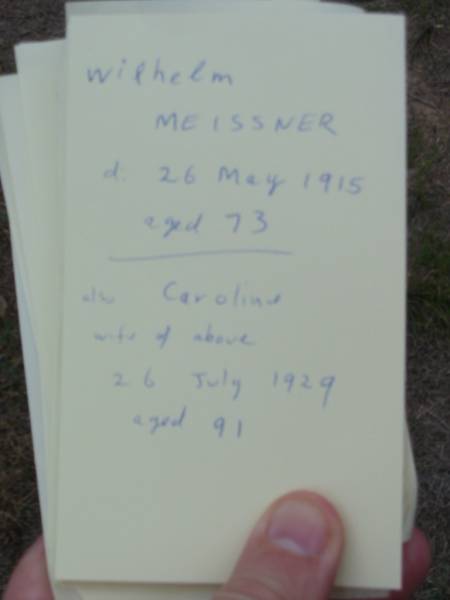 Wilhelm
MEISSNER
d. 26 May 1915
aged 73
also Caroline
wife of above
26 July 1929
aged 91